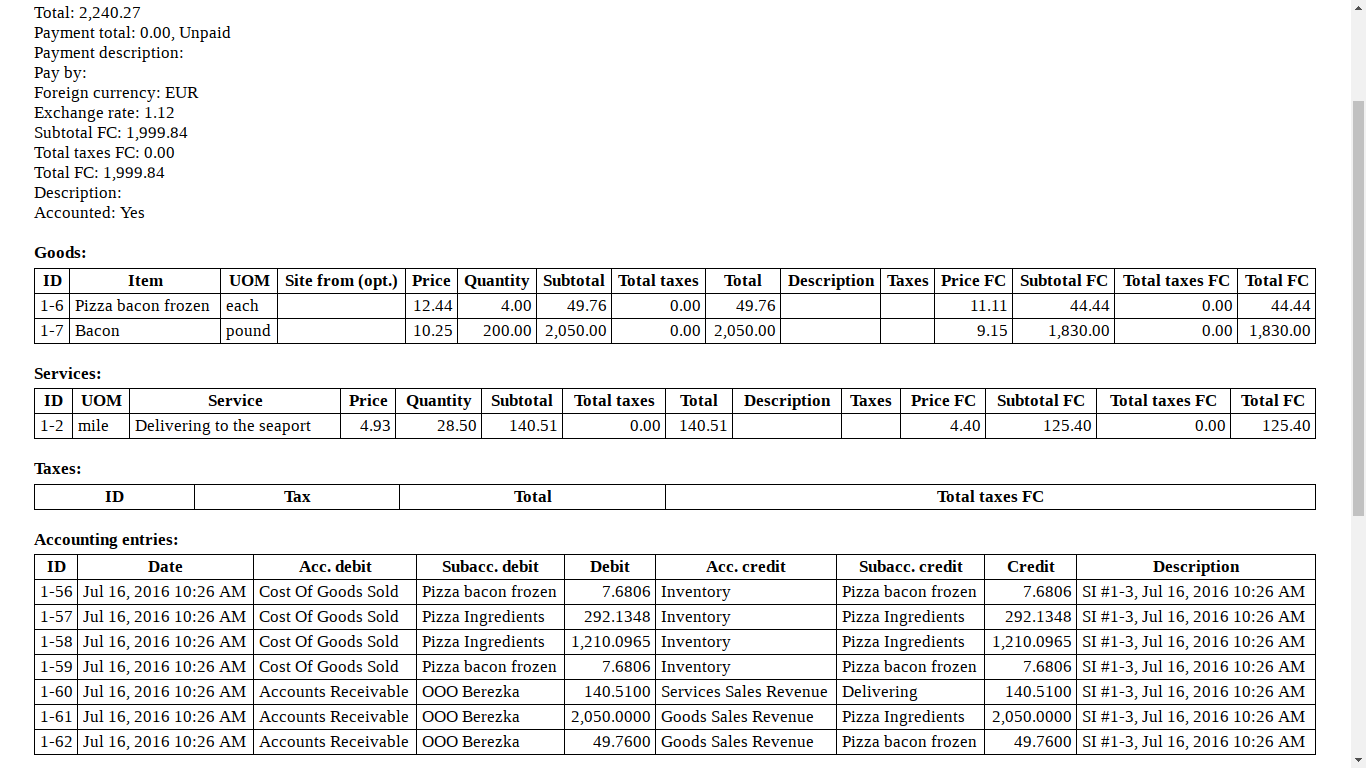 Total: 2,240.27
Payment total: 0.00, Unpaid
Payment description:
Pay by:
Foreign currency: EUR
Exchange rate: 1.12
Subtotal FC: 1,999.84
Total taxes FC: 0.00
Total FC: 1,999.84
Description:
Accounted: Yes
Goods:
ID Item UOM Site from (opt.) Price Quantity Subtotal Total taxes Total Description Taxes Price FC Subtotal FC Total taxes FC Total FC
1-6 Pizza bacon frozen each 12.44 4.00 49.76 0.00 49.76 11.11 44.44 0.00 44.44
1-7 Bacon pound 10.25 200.00 2,050.00 0.00 2,050.00 9.15 1,830.00 0.00 1,830.00
Services:
ID UOM Service Price Quantity Subtotal Total taxes Total Description Taxes Price FC Subtotal FC Total taxes FC Total FC
1-2 mile Delivering to the seaport 4.93 28.50 140.51 0.00 140.51 4.40 125.40 0.00 125.40
Taxes:
ID Tax Total Total taxes FC
Accounting entries:
ID Date Acc. debit Subacc. debit Debit Acc. credit Subacc. credit Credit Description
1-56 Jul 16, 2016 10:26 AM Cost Of Goods Sold Pizza bacon frozen 7.6806 Inventory Pizza bacon frozen 7.6806 SI #1-3, Jul 16, 2016 10:26 AM
1-57 Jul 16, 2016 10:26 AM Cost Of Goods Sold Pizza Ingredients 292.1348 Inventory Pizza Ingredients 292.1348 SI #1-3, Jul 16, 2016 10:26 AM
1-58 Jul 16, 2016 10:26 AM Cost Of Goods Sold Pizza Ingredients 1,210.0965 Inventory Pizza Ingredients 1,210.0965 SI #1-3, Jul 16, 2016 10:26 AM
1-59 Jul 16, 2016 10:26 AM Cost Of Goods Sold Pizza bacon frozen 7.6806 Inventory Pizza bacon frozen 7.6806 SI #1-3, Jul 16, 2016 10:26 AM
1-60 Jul 16, 2016 10:26 AM Accounts Receivable OOO Berezka 140.5100 Services Sales Revenue Delivering 140.5100 SI #1-3, Jul 16, 2016 10:26 AM
1-61 Jul 16, 2016 10:26 AM Accounts Receivable OOO Berezka 2,050.0000 Goods Sales Revenue Pizza Ingredients 2,050.0000 SI #1-3, Jul 16, 2016 10:26 AM
1-62 Jul 16, 2016 10:26 AM Accounts Receivable OOO Berezka 49.7600 Goods Sales Revenue Pizza bacon frozen 49.7600 SI #1-3, Jul 16, 2016 10:26 AM